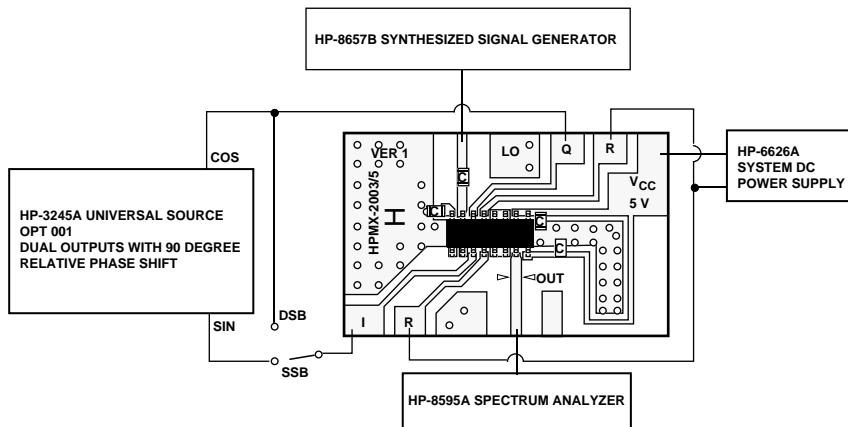 HP-8657B SYNTHESIZED SIGNAL GENERATOR
COS
HP-3245A UNIVERSAL SOURCE
OPT 001
DUAL OUTPUTS WITH 90 DEGREE
RELATIVE PHASE SHIFT
SIN
DSB
SSB
VER 1
HPMX-2003/5
H
C
C
C
C
LO
Q
R
VCC
5 V
I
R
OUT
HP-6626A
SYSTEM DC
POWER SUPPLY
HP-8595A SPECTRUM ANALYZER